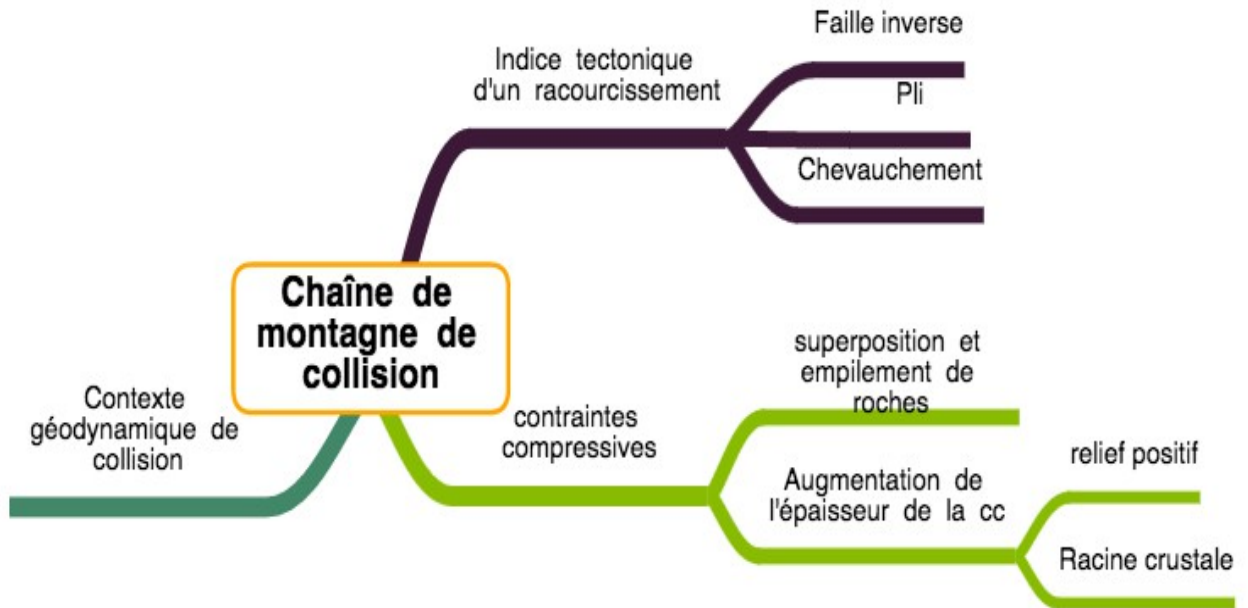 Faille inverse
Indice tectonique
d'un racourcissement
Pli
Chevauchement
Chaîne de
montagne de
collision
Contexte
géodynamique de
collision
contraintes
compressives
superposition et
empilement de
roches
Augmentation de
l'épaisseur de la cc
relief positif
Racine crustale